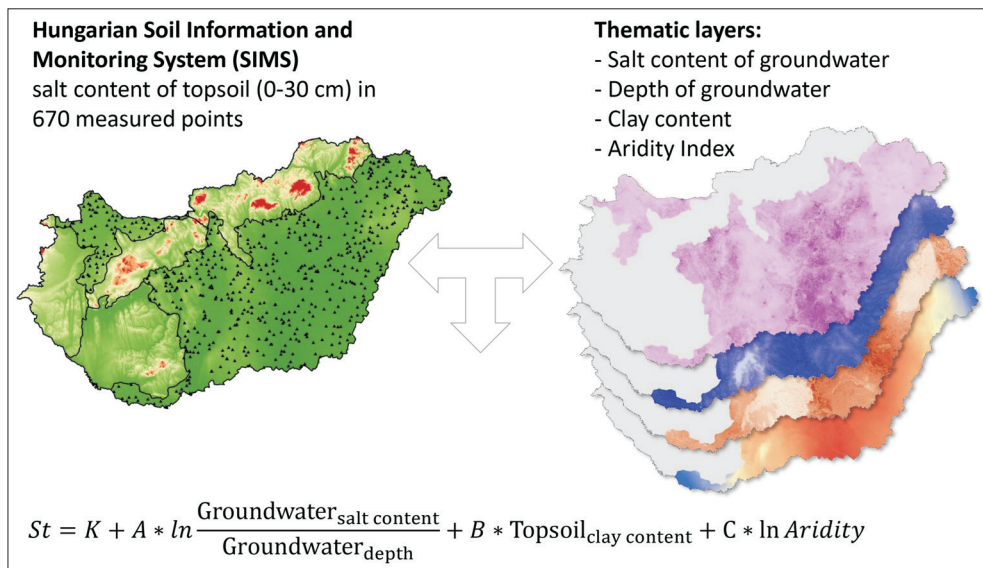 Hungarian Soil Information and
Monitoring System (SIMS)
salt content of topsoil (0-30 cm) in
670 measured points
Thematic layers:
- Salt content of groundwater
- Depth of groundwater
- Clay content
- Aridity Index
St = K + A * ln Groundwater_salt content / Groundwater_depth + B * Topsoil_clay content + C * ln Aridity